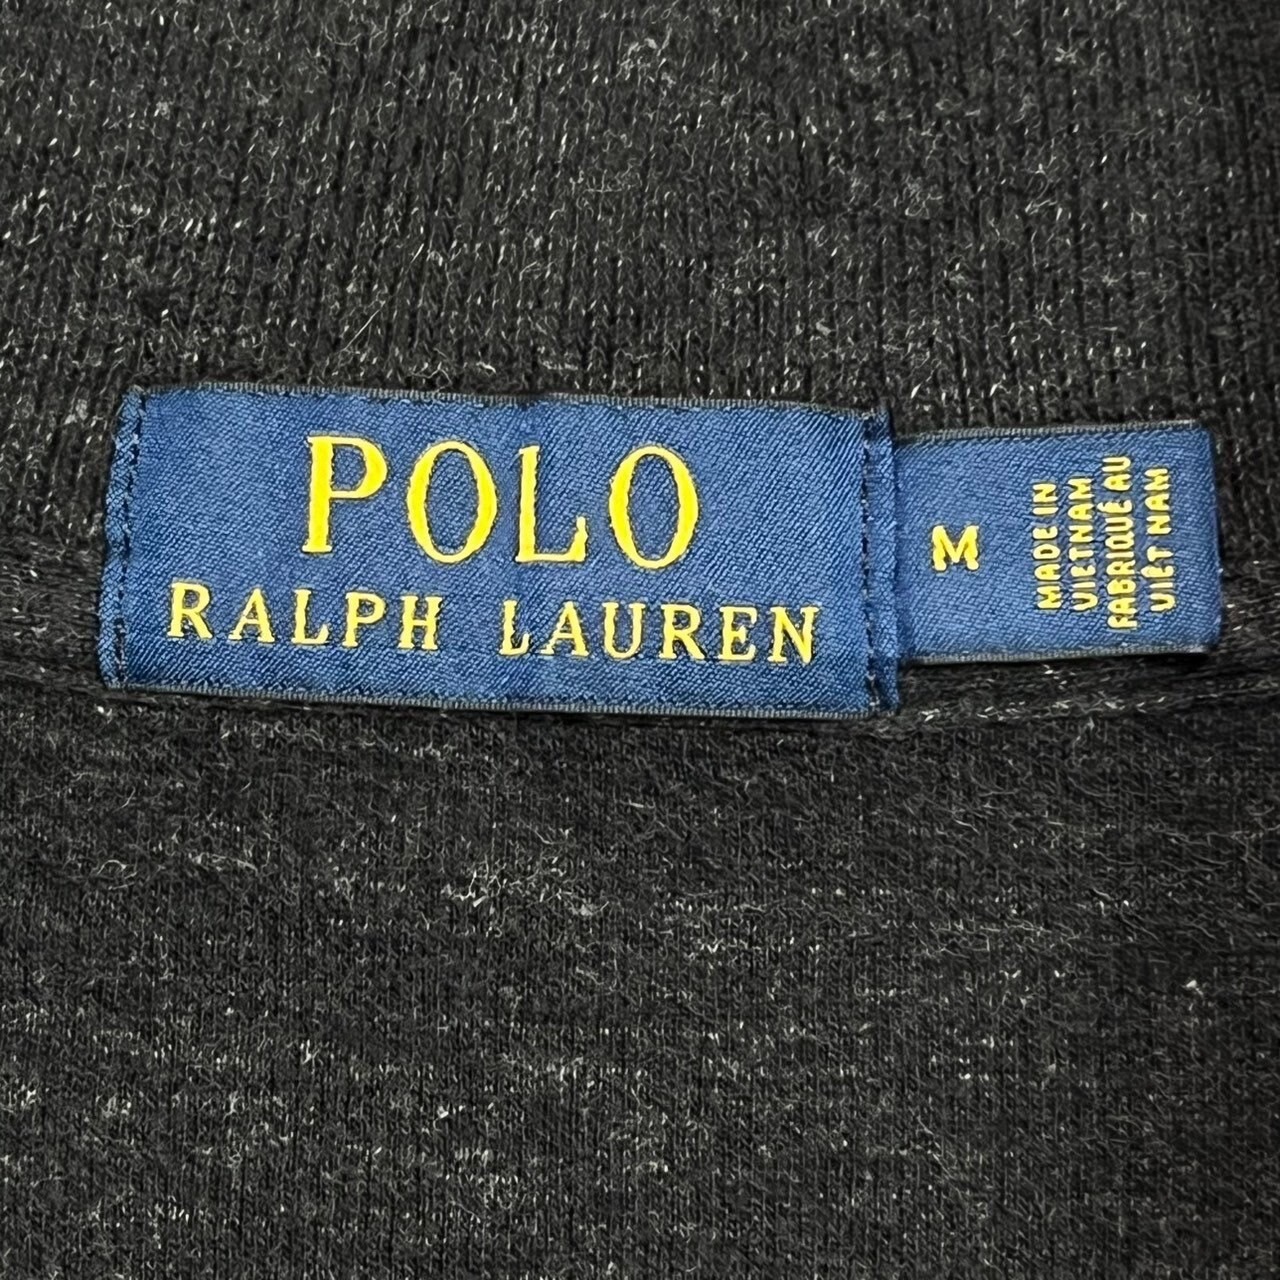 POLO
RALPH LAUREN
M
MADE IN
VIETNAM
FABRIQUÉ AU
VIÊT NAM